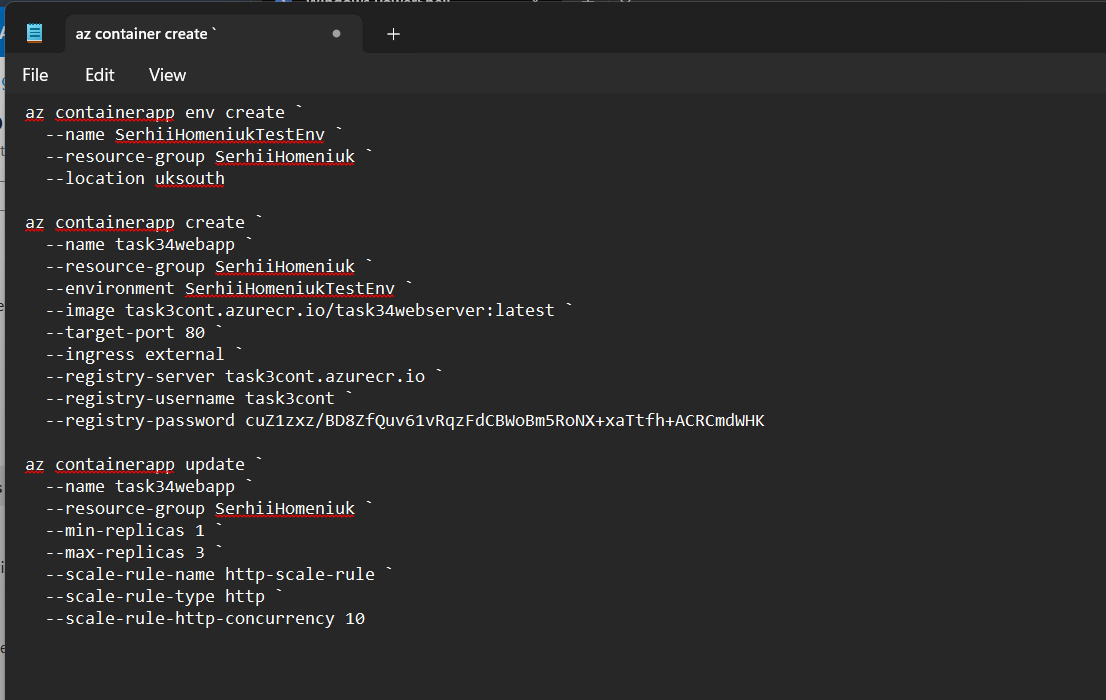 az container create `
File Edit View
az containerapp env create `
  --name SerhiiHomeniukTestEnv `
  --resource-group SerhiiHomeniuk `
  --location uksouth

az containerapp create `
  --name task34webapp `
  --resource-group SerhiiHomeniuk `
  --environment SerhiiHomeniukTestEnv `
  --image task3cont.azurecr.io/task34webserver:latest `
  --target-port 80 `
  --ingress external `
  --registry-server task3cont.azurecr.io `
  --registry-username task3cont `
  --registry-password cuZ1zxz/BD8ZfQuv61vRqzFdCBWoBm5RoNX+xaTtfh+ACRCmdWHK

az containerapp update `
  --name task34webapp `
  --resource-group SerhiiHomeniuk `
  --min-replicas 1 `
  --max-replicas 3 `
  --scale-rule-name http-scale-rule `
  --scale-rule-type http `
  --scale-rule-http-concurrency 10